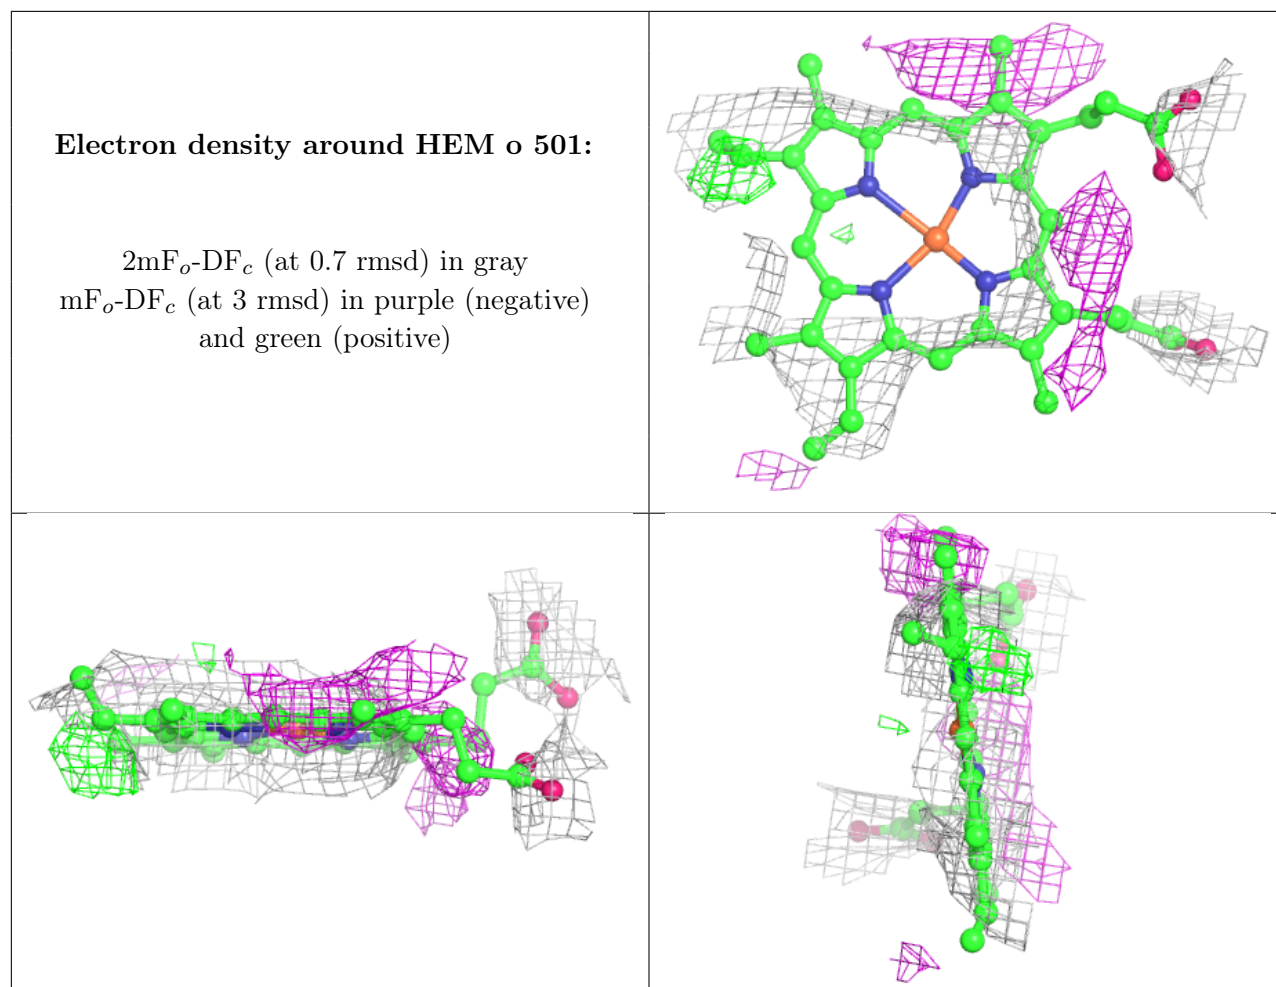 Electron density around HEM o 501:
2mFₒ-DF𝒸 (at 0.7 rmsd) in gray
mFₒ-DF𝒸 (at 3 rmsd) in purple (negative)
and green (positive)